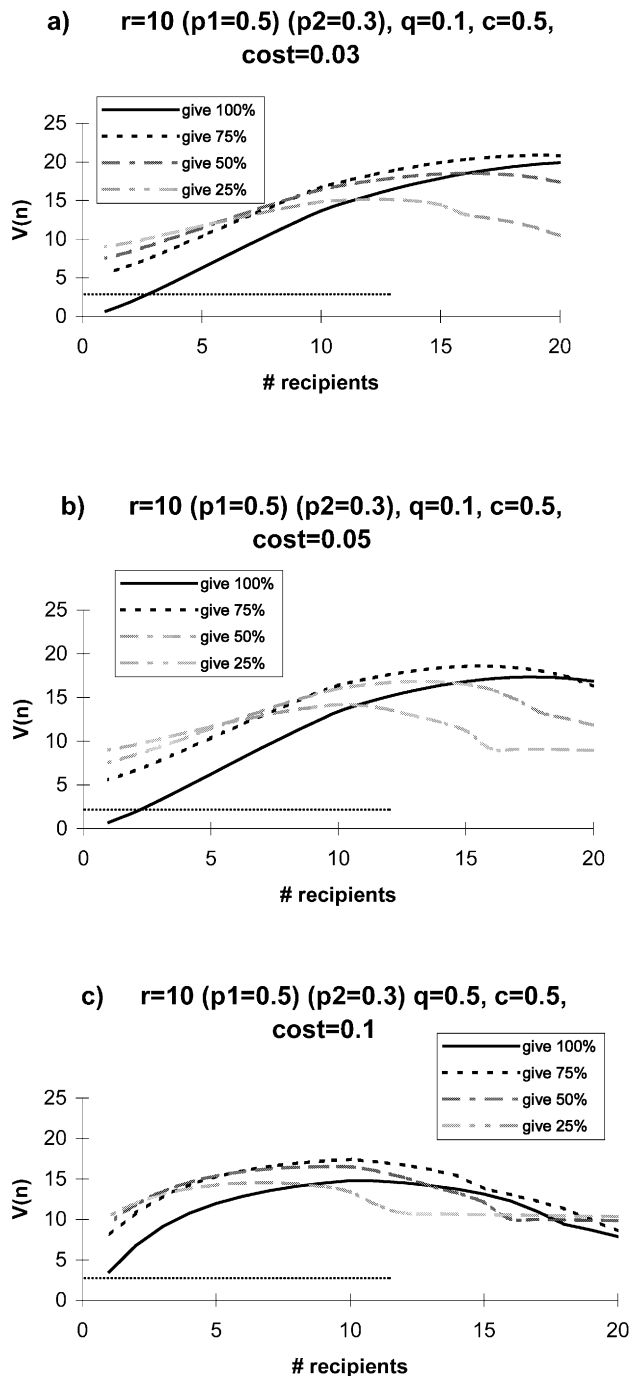 a) r=10 (p1=0.5) (p2=0.3), q=0.1, c=0.5,
cost=0.03
give 100%
give 75%
give 50%
give 25%
25
20
15
10
5
0
V(n)
0 5 10 15 20
# recipients
b) r=10 (p1=0.5) (p2=0.3), q=0.1, c=0.5,
cost=0.05
give 100%
give 75%
give 50%
give 25%
25
20
15
10
5
0
V(n)
0 5 10 15 20
# recipients
c) r=10 (p1=0.5) (p2=0.3) q=0.5, c=0.5,
cost=0.1
give 100%
give 75%
give 50%
give 25%
25
20
15
10
5
0
V(n)
0 5 10 15 20
# recipients